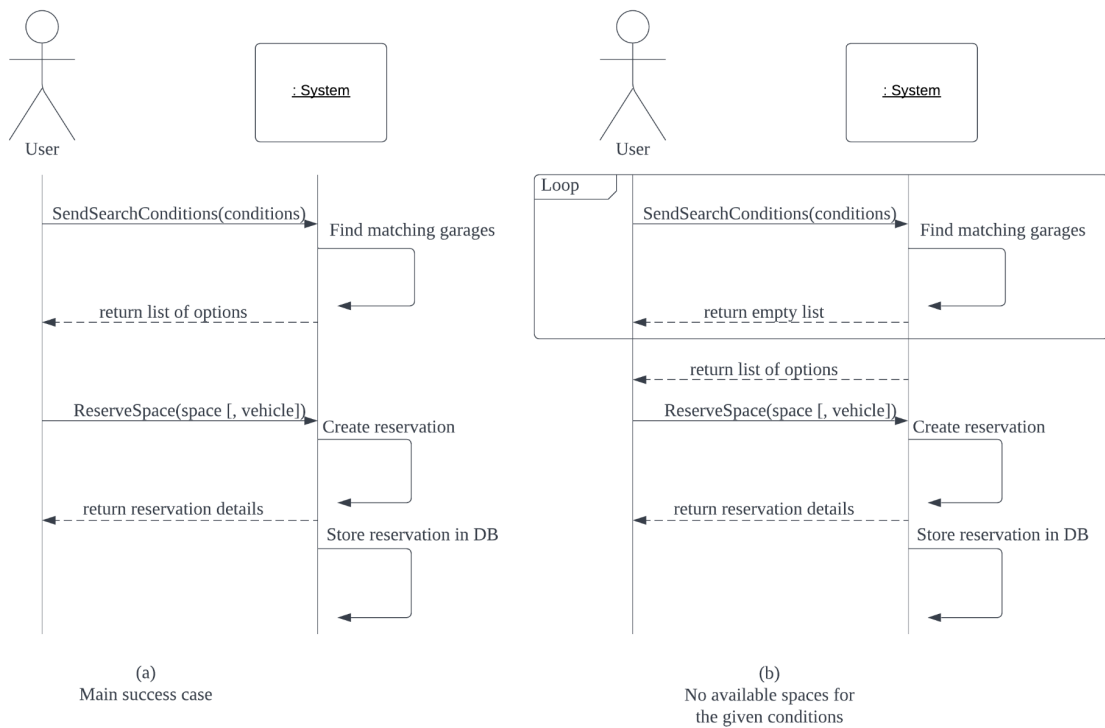 : System
User
SendSearchConditions(conditions)
Find matching garages
return list of options
ReserveSpace(space [, vehicle])
Create reservation
return reservation details
Store reservation in DB
(a)
Main success case
: System
User
Loop
SendSearchConditions(conditions)
Find matching garages
return empty list
return list of options
ReserveSpace(space [, vehicle])
Create reservation
return reservation details
Store reservation in DB
(b)
No available spaces for
the given conditions